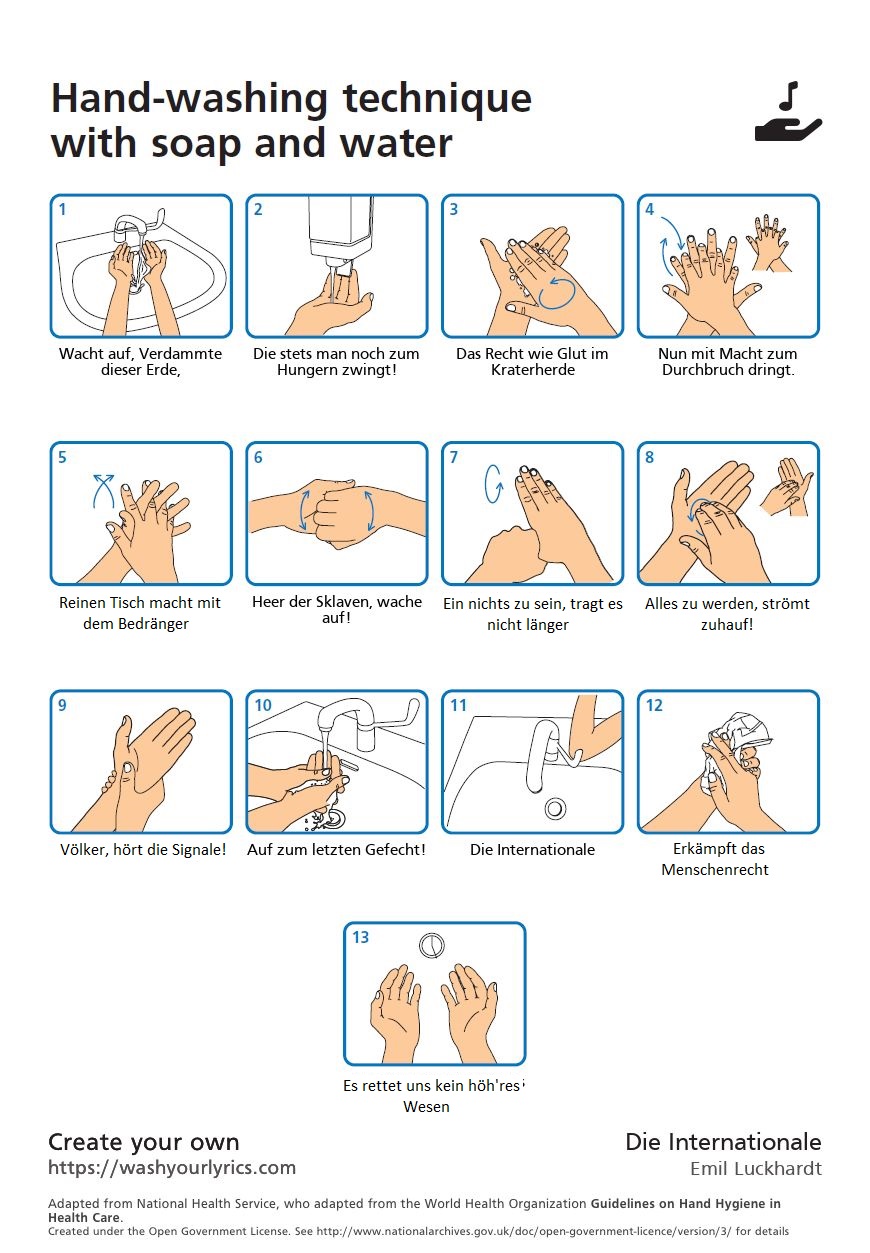 Hand-washing technique
with soap and water
1
2
3
4
Wacht auf, Verdammte
dieser Erde,
Die stets man noch zum
Hungern zwingt!
Das Recht wie Glut im
Kraterherde
Nun mit Macht zum
Durchbruch dringt.
5
6
7
8
Reinen Tisch macht mit
dem Bedränger
Heer der Sklaven, wache
auf!
Ein nichts zu sein, tragt es
nicht länger
Alles zu werden, strömt
zuhauf!
9
10
11
12
Völker, hört die Signale!
Auf zum letzten Gefecht!
Die Internationale
Erkämpft das
Menschenrecht
13
Es rettet uns kein höh'res
Wesen
Create your own
https://washyourlyrics.com
Die Internationale
Emil Luckhardt
Adapted from National Health Service, who adapted from the World Health Organization Guidelines on Hand Hygiene in
Health Care.
Created under the Open Government License. See http://www.nationalarchives.gov.uk/doc/open-government-licence/version/3/ for details